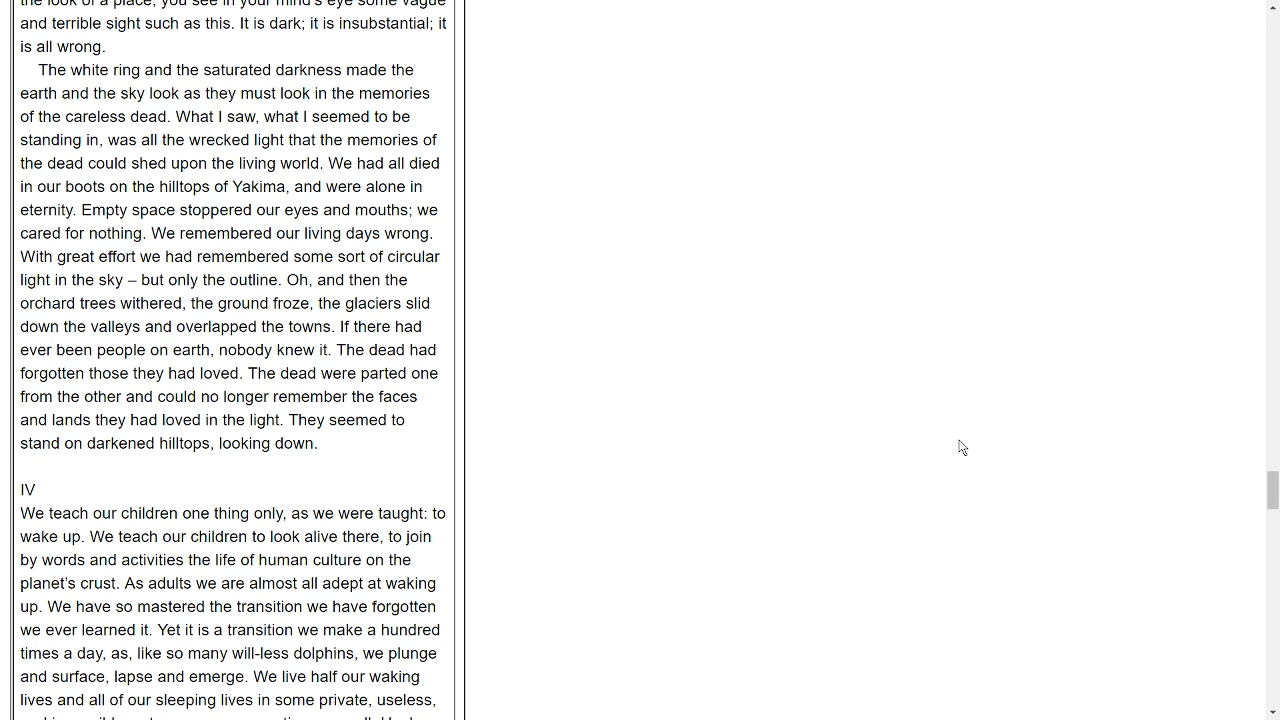 the look of a place, you see in your mind's eye some vague
and terrible sight such as this. It is dark; it is insubstantial; it
is all wrong.
The white ring and the saturated darkness made the
earth and the sky look as they must look in the memories
of the careless dead. What I saw, what I seemed to be
standing in, was all the wrecked light that the memories of
the dead could shed upon the living world. We had all died
in our boots on the hilltops of Yakima, and were alone in
eternity. Empty space stoppered our eyes and mouths; we
cared for nothing. We remembered our living days wrong.
With great effort we had remembered some sort of circular
light in the sky – but only the outline. Oh, and then the
orchard trees withered, the ground froze, the glaciers slid
down the valleys and overlapped the towns. If there had
ever been people on earth, nobody knew it. The dead had
forgotten those they had loved. The dead were parted one
from the other and could no longer remember the faces
and lands they had loved in the light. They seemed to
stand on darkened hilltops, looking down.
IV
We teach our children one thing only, as we were taught: to
wake up. We teach our children to look alive there, to join
by words and activities the life of human culture on the
planet's crust. As adults we are almost all adept at waking
up. We have so mastered the transition we have forgotten
we ever learned it. Yet it is a transition we make a hundred
times a day, as, like so many will-less dolphins, we plunge
and surface, lapse and emerge. We live half our waking
lives and all of our sleeping lives in some private, useless,